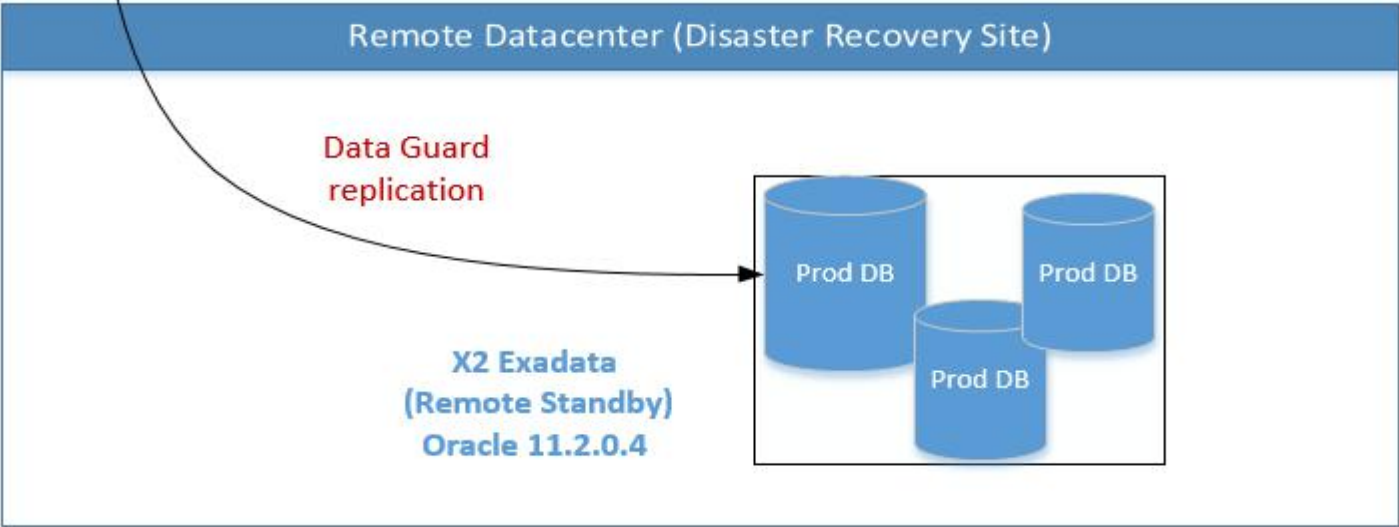 Remote Datacenter (Disaster Recovery Site)
Data Guard
replication
Prod DB
Prod DB
Prod DB
X2 Exadata
(Remote Standby)
Oracle 11.2.0.4